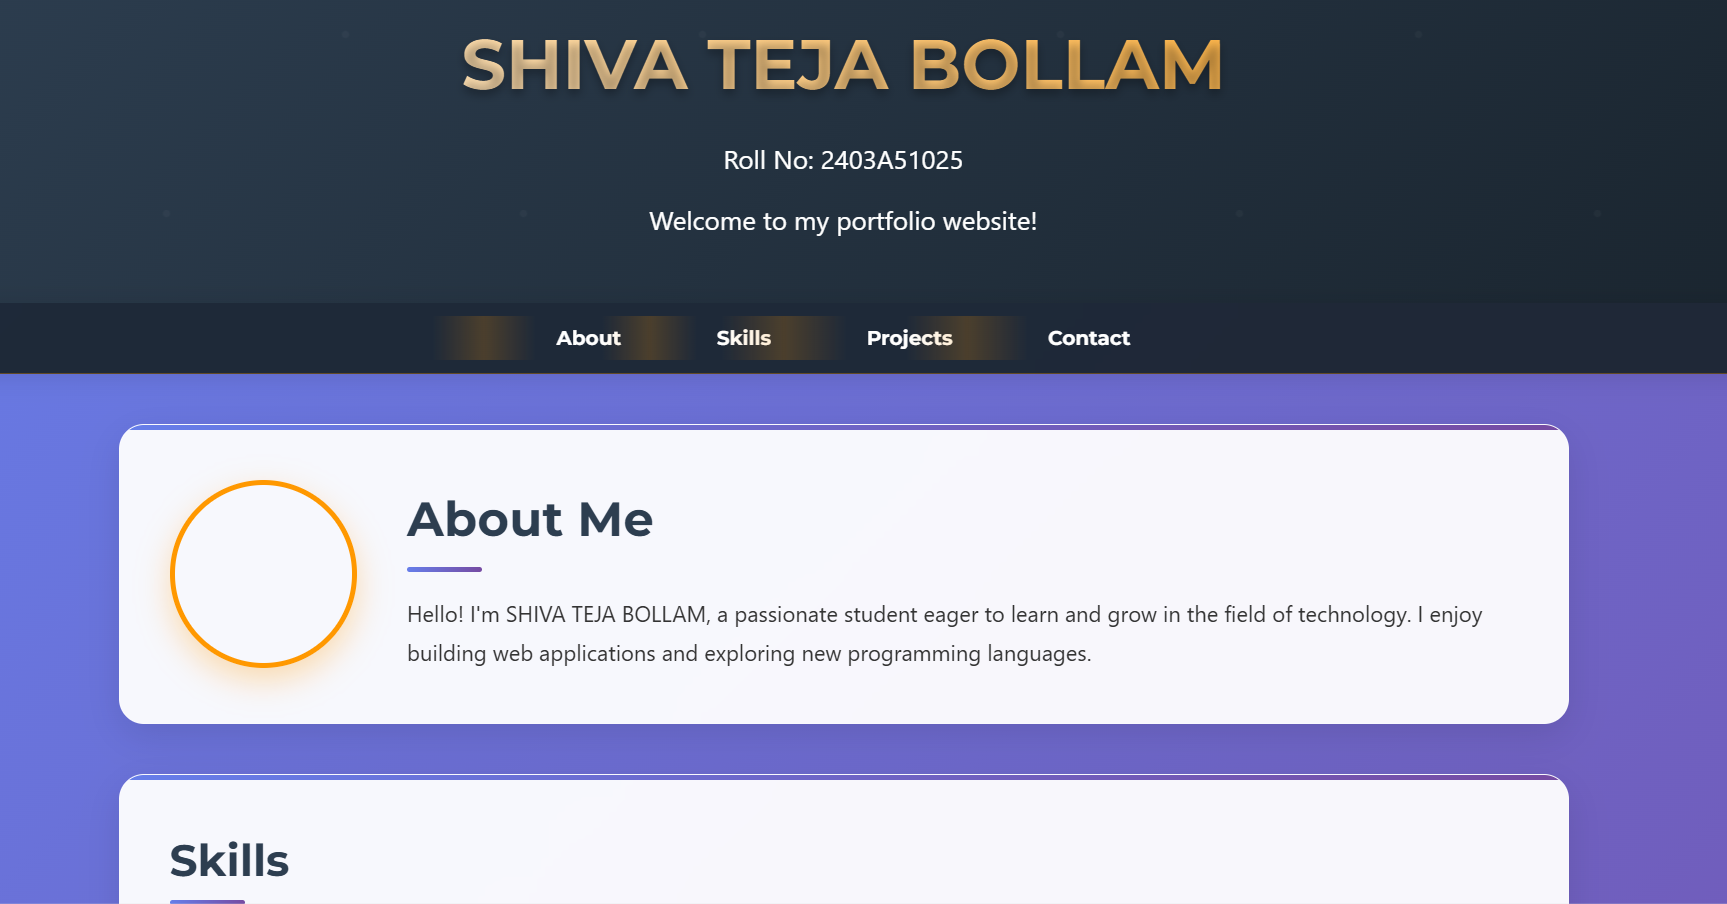 SHIVA TEJA BOLLAM
Roll No: 2403A51025
Welcome to my portfolio website!
About Skills Projects Contact
About Me
Hello! I'm SHIVA TEJA BOLLAM, a passionate student eager to learn and grow in the field of technology. I enjoy
building web applications and exploring new programming languages.
Skills